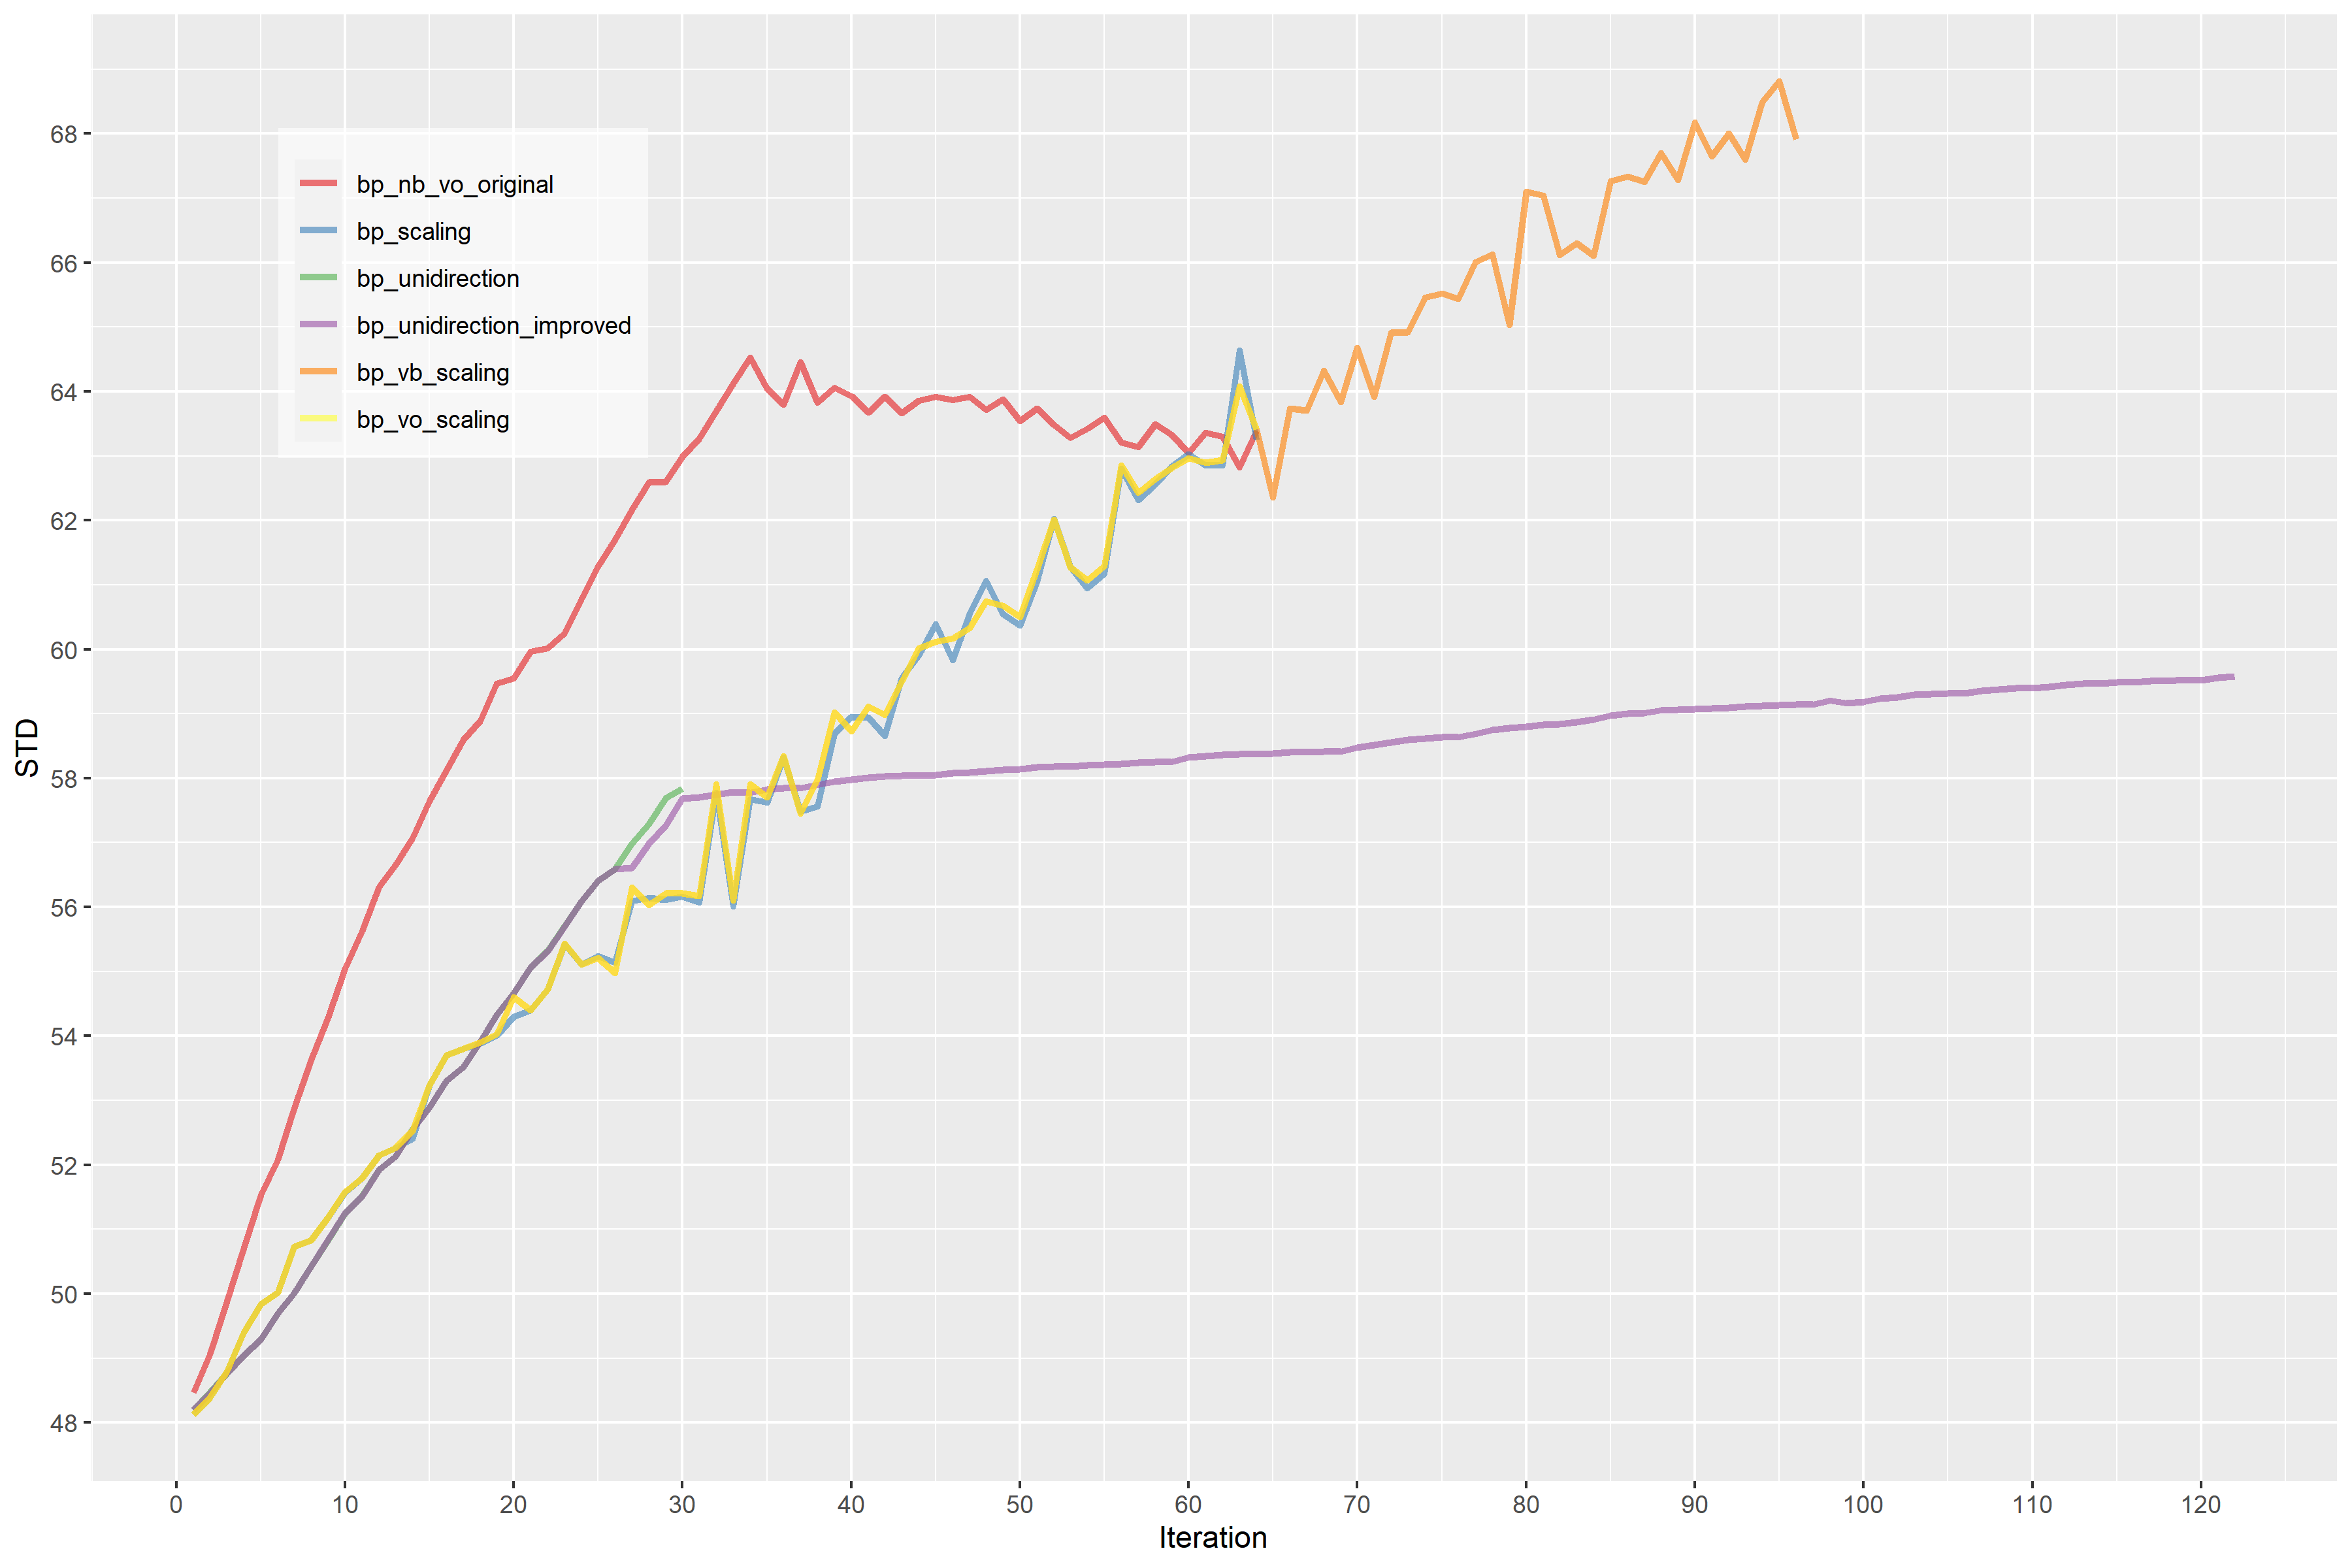 STD
68
66
64
62
60
58
56
54
52
50
48
bp_nb_vo_original
bp_scaling
bp_unidirection
bp_unidirection_improved
bp_vb_scaling
bp_vo_scaling
0 10 20 30 40 50 60 70 80 90 100 110 120
Iteration